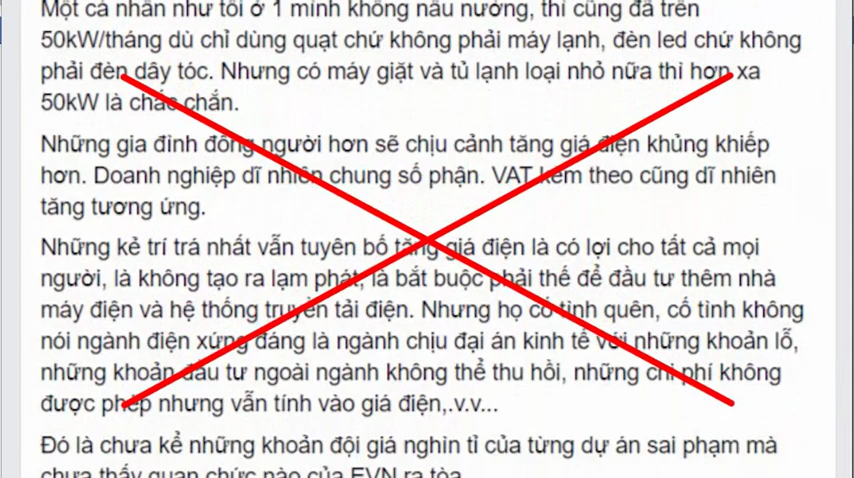 Một cá nhân như tôi ở 1 mình không nấu nướng, thì cũng đã trên
50kW/tháng dù chỉ dùng quạt chứ không phải máy lạnh, đèn led chứ không
phải đèn dây tóc. Nhưng có máy giặt và tủ lạnh loại nhỏ nữa thì hơn xa
50kW là chắc chắn.
Những gia đình đông người hơn sẽ chịu cảnh tăng giá điện khủng khiếp
hơn. Doanh nghiệp dĩ nhiên chung số phận. VAT kèm theo cũng dĩ nhiên
tăng tương ứng.
Những kẻ trí trá nhất vẫn tuyên bố tăng giá điện là có lợi cho tất cả mọi
người, là không tạo ra lạm phát, là bắt buộc phải thế để đầu tư thêm nhà
máy điện và hệ thống truyền tải điện. Nhưng họ cố tình quên, cố tình không
nói ngành điện xứng đáng là ngành chịu đại án kinh tế với những khoản lỗ,
những khoản đầu tư ngoài ngành không thể thu hồi, những chi phí không
được phép nhưng vẫn tính vào giá điện,.v.v...
Đó là chưa kể những khoản đội giá nghìn tỉ của từng dự án sai phạm mà
chưa thấy quan chức nào của EVN ra tòa